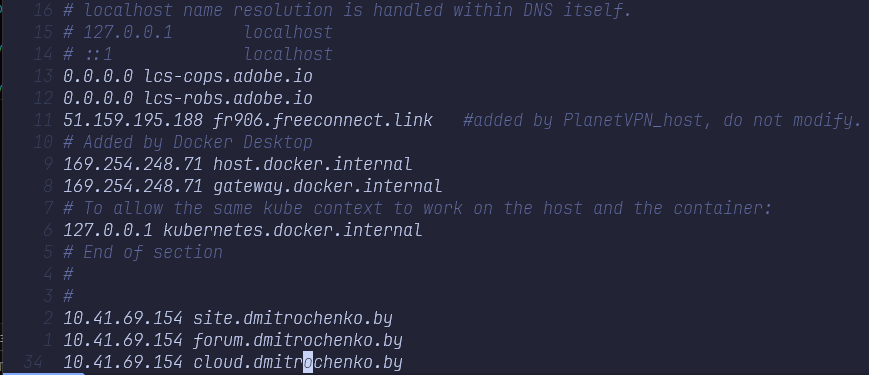 16 # localhost name resolution is handled within DNS itself.
15 # 127.0.0.1       localhost
14 # ::1             localhost
13 0.0.0.0 lcs-cops.adobe.io
12 0.0.0.0 lcs-robs.adobe.io
11 51.159.195.188 fr906.freeconnect.link   #added by PlanetVPN_host, do not modify.
10 # Added by Docker Desktop
9 169.254.248.71 host.docker.internal
8 169.254.248.71 gateway.docker.internal
7 # To allow the same kube context to work on the host and the container:
6 127.0.0.1 kubernetes.docker.internal
5 # End of section
4 #
3 #
2 10.41.69.154 site.dmitrochenko.by
1 10.41.69.154 forum.dmitrochenko.by
34 10.41.69.154 cloud.dmitrochenko.by